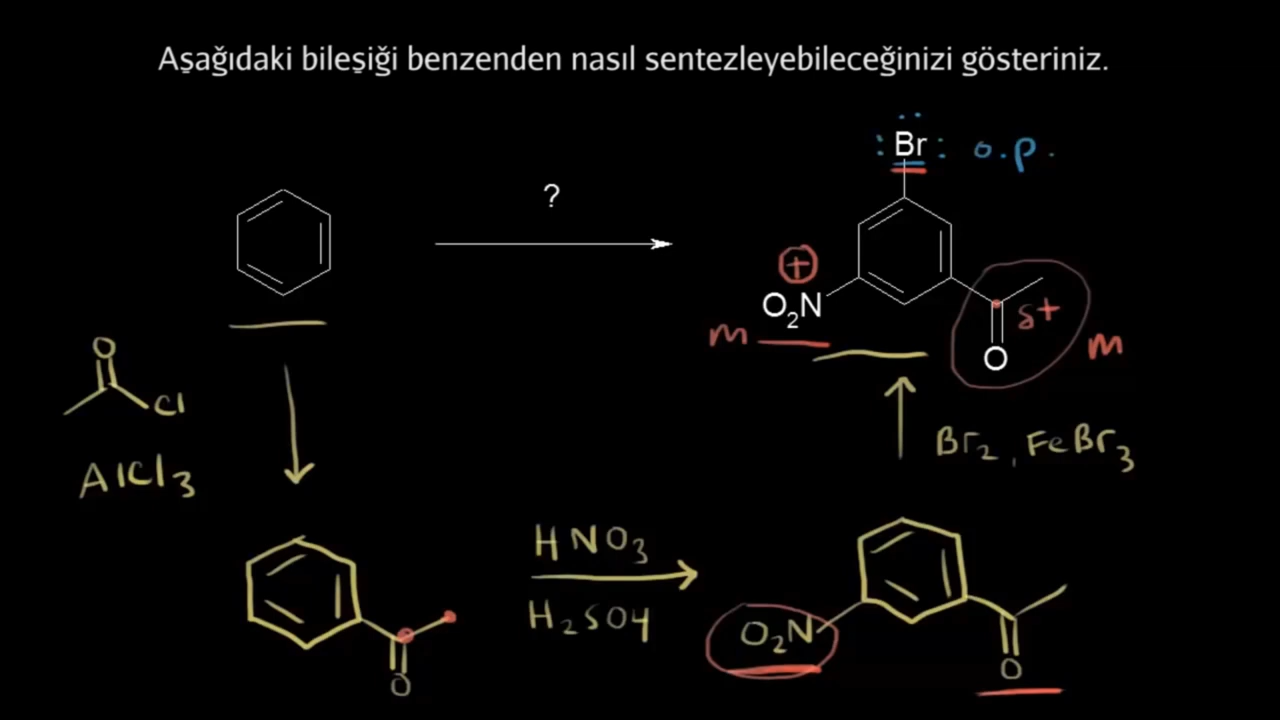 Aşağıdaki bileşiği benzenden nasıl sentezleyebileceğinizi gösteriniz.
:Br: o.p.
?
+
O₂N
δ+
m
m
O
O
Cl
AlCl₃
Br₂, FeBr₃
HNO₃
H₂SO4
O₂N
O
O